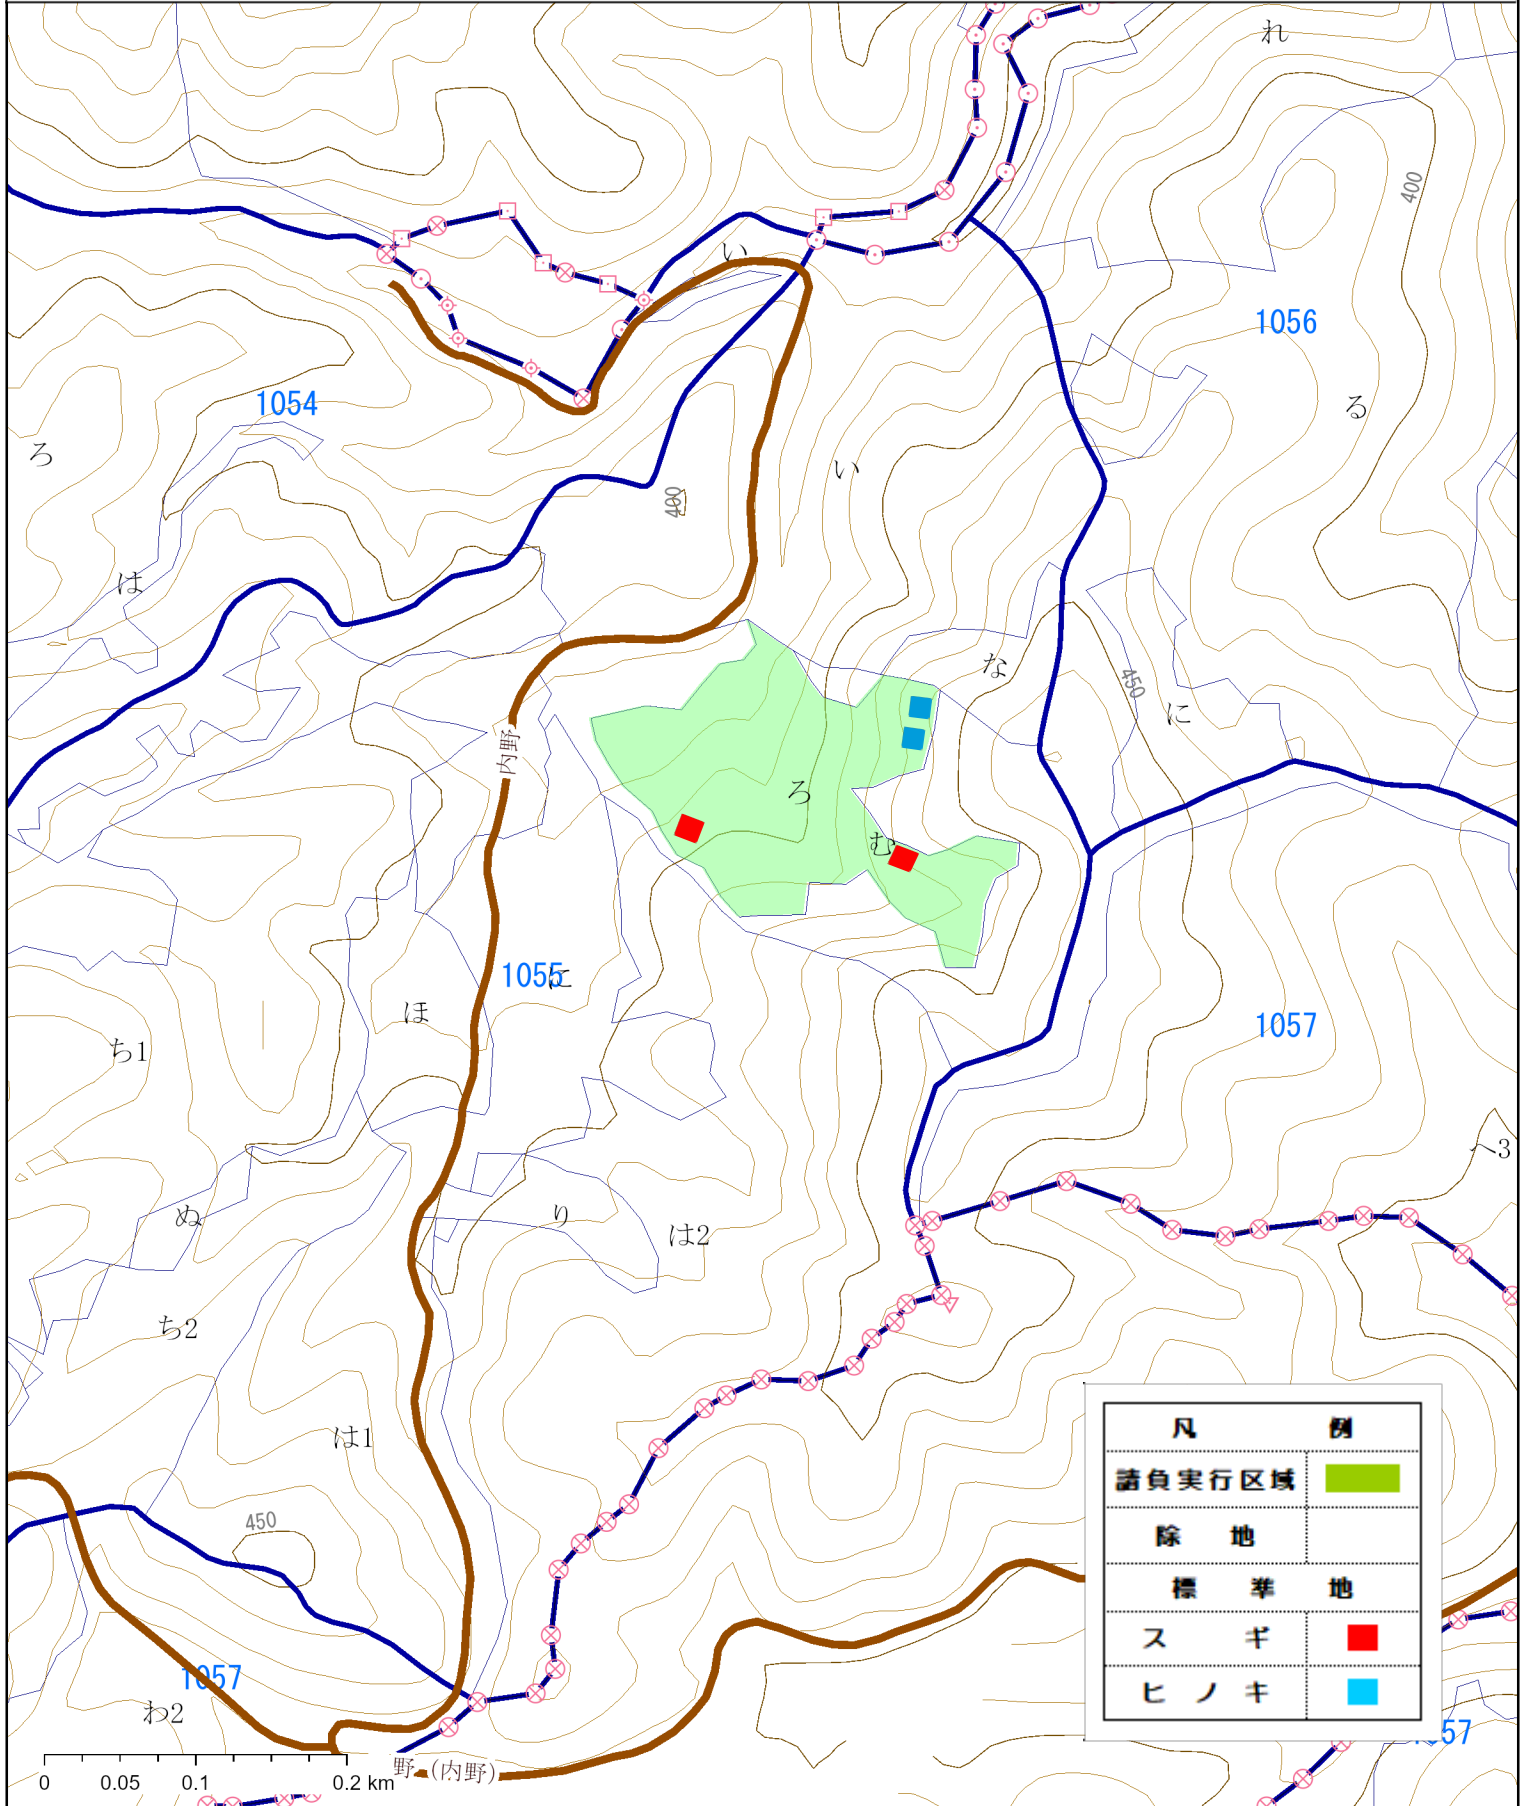 れ
400
い
1056
1054
る
ろ
い
400
は
な
450
に
内野
ろ
む
1055
に
ほ
1057
ち1
へ3
ぬ
り
は2
ち2
は1
450
1057
わ2
野(内野)
0 0.05 0.1 0.2 km
凡例
請負実行区域
除地
標準地
スギ
ヒノキ
1057